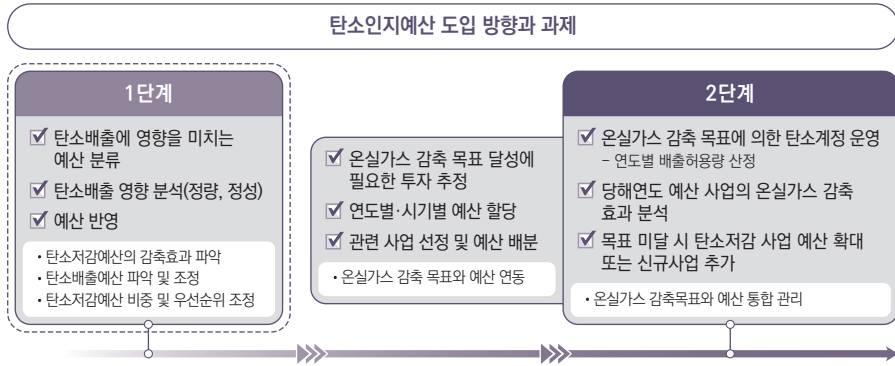 탄소인지예산 도입 방향과 과제
1단계
탄소배출에 영향을 미치는
예산 분류
탄소배출 영향 분석(정량, 정성)
예산 반영
• 탄소저감예산의 감축효과 파악
• 탄소배출예산 파악 및 조정
• 탄소저감예산 비중 및 우선순위 조정
온실가스 감축 목표 달성에
필요한 투자 추정
연도별·시기별 예산 할당
관련 사업 선정 및 예산 배분
• 온실가스 감축 목표와 예산 연동
2단계
온실가스 감축 목표에 의한 탄소계정 운영
– 연도별 배출허용량 산정
당해연도 예산 사업의 온실가스 감축
효과 분석
목표 미달 시 탄소저감 사업 예산 확대
또는 신규사업 추가
• 온실가스 감축목표와 예산 통합 관리